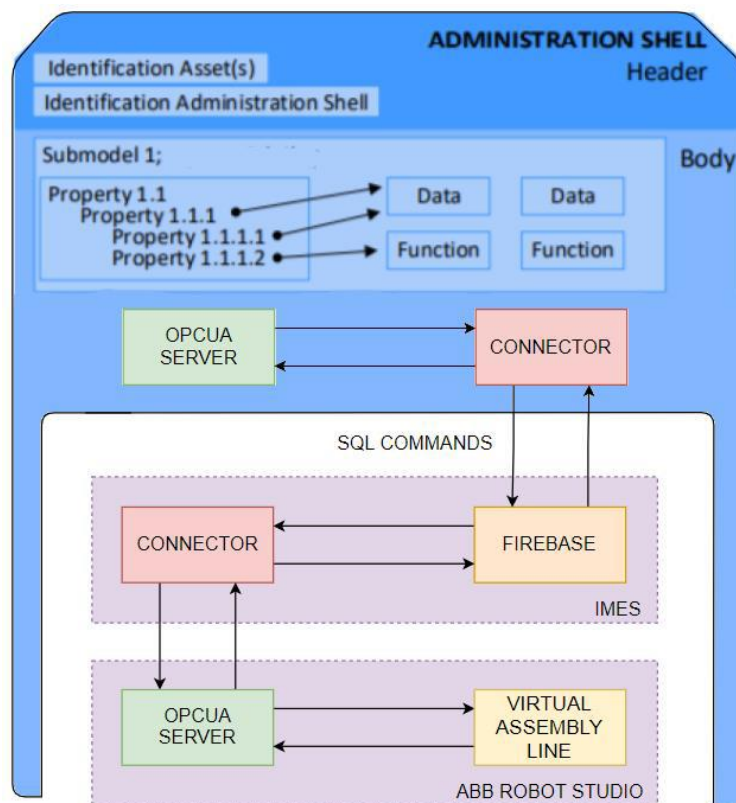 ADMINISTRATION SHELL
Header
Identification Asset(s)
Identification Administration Shell
Body
Submodel 1;
Property 1.1
Property 1.1.1
Property 1.1.1.1
Property 1.1.1.2
Data
Data
Function
Function
OPCUA
SERVER
CONNECTOR
SQL COMMANDS
CONNECTOR
FIREBASE
IMES
OPCUA
SERVER
VIRTUAL
ASSEMBLY
LINE
ABB ROBOT STUDIO